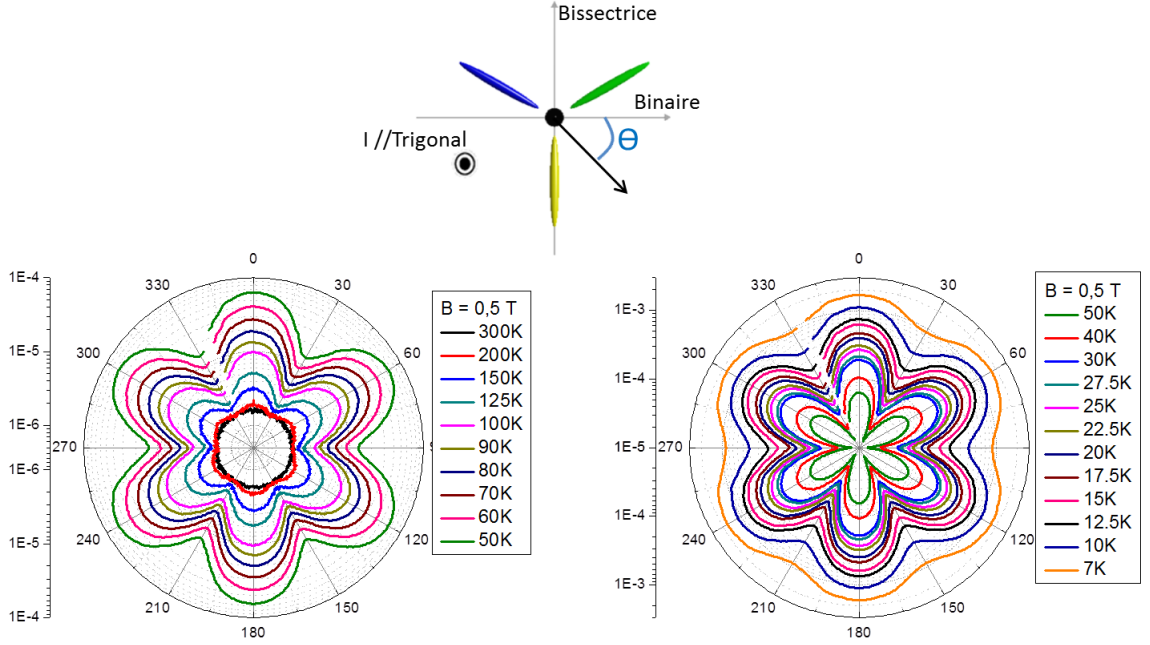 Bissectrice
Binaire
I //Trigonal
Θ
1E-4
1E-5
1E-6
1E-6
1E-5
1E-4
0
30
60
120
150
180
210
240
270
300
330
B = 0,5 T
300K
200K
150K
125K
100K
90K
80K
70K
60K
50K
1E-3
1E-4
1E-5
1E-4
1E-3
0
30
60
90
120
150
180
210
240
270
300
330
B = 0,5 T
50K
40K
30K
27.5K
25K
22.5K
20K
17.5K
15K
12.5K
10K
7K